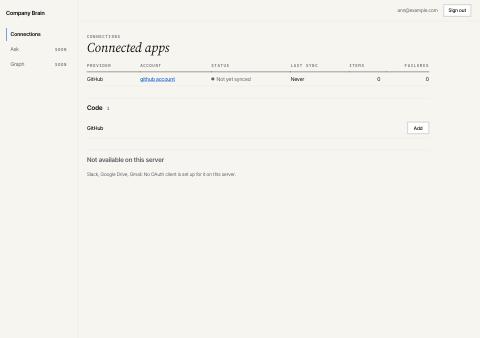 Company Brain
ann@example.com
Sign out
Connections
Ask SOON
Graph SOON
CONNECTIONS
Connected apps
PROVIDER ACCOUNT STATUS LAST SYNC ITEMS FAILURES
GitHub github account Not yet synced Never 0 0
Code 1
GitHub Add
Not available on this server
Slack, Google Drive, Gmail: No OAuth client is set up for it on this server.